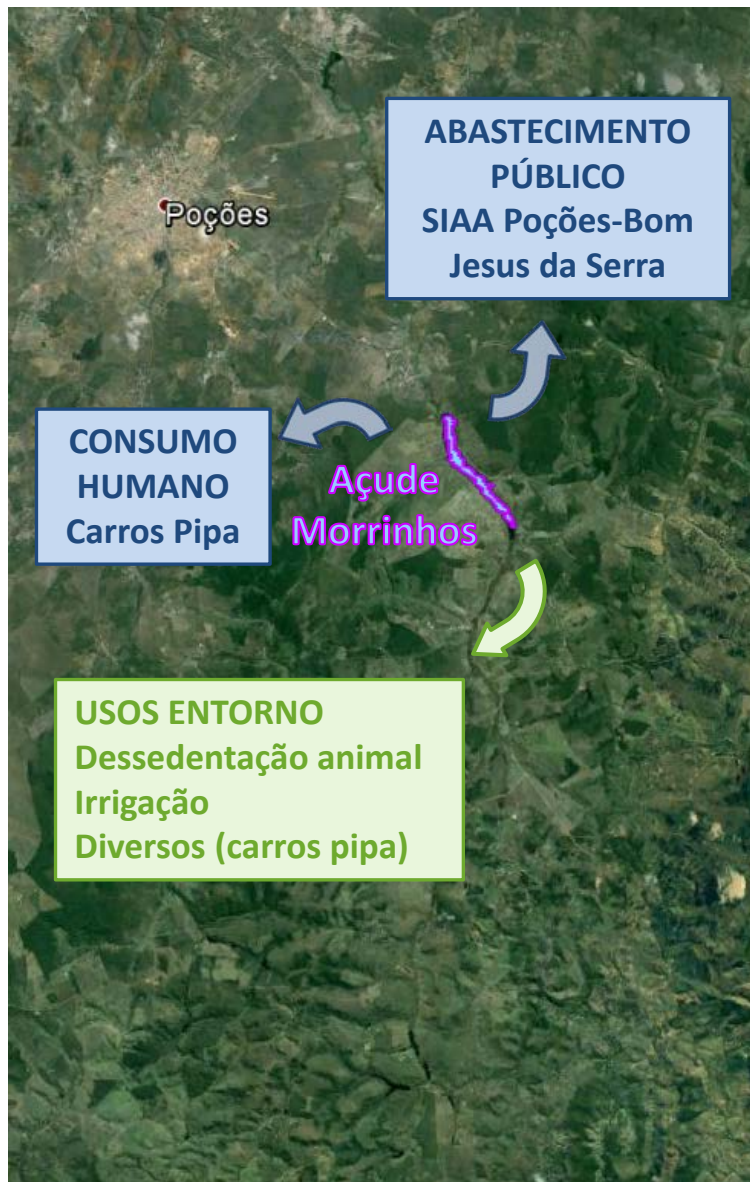 ABASTECIMENTO
PÚBLICO
SIAA Poções-Bom
Jesus da Serra
Poções
CONSUMO
HUMANO
Carros Pipa
Açude
Morrinhos
USOS ENTORNO
Dessedentação animal
Irrigação
Diversos (carros pipa)